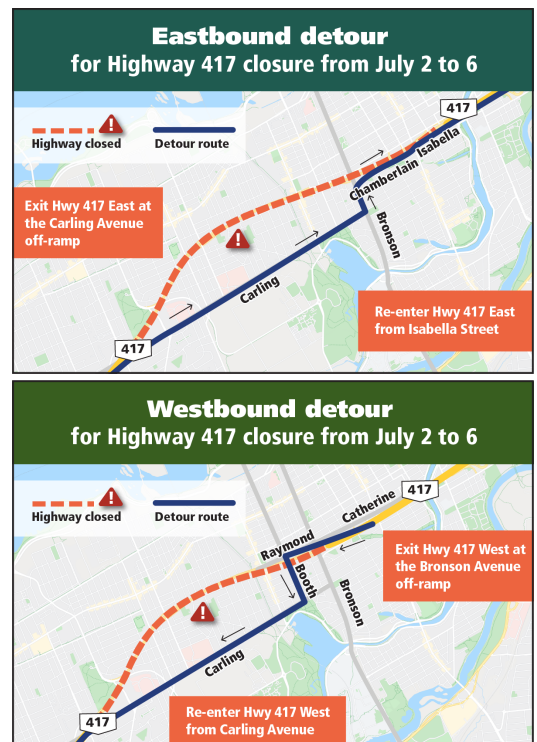 Eastbound detour
for Highway 417 closure from July 2 to 6
417
Highway closed
Detour route
Isabella
Chamberlain
Exit Hwy 417 East at
the Carling Avenue
off-ramp
Bronson
Carling
Re-enter Hwy 417 East
from Isabella Street
417
Westbound detour
for Highway 417 closure from July 2 to 6
417
Highway closed
Detour route
Catherine
Raymond
Exit Hwy 417 West at
the Bronson Avenue
off-ramp
Booth
Bronson
Carling
Re-enter Hwy 417 West
from Carling Avenue
417